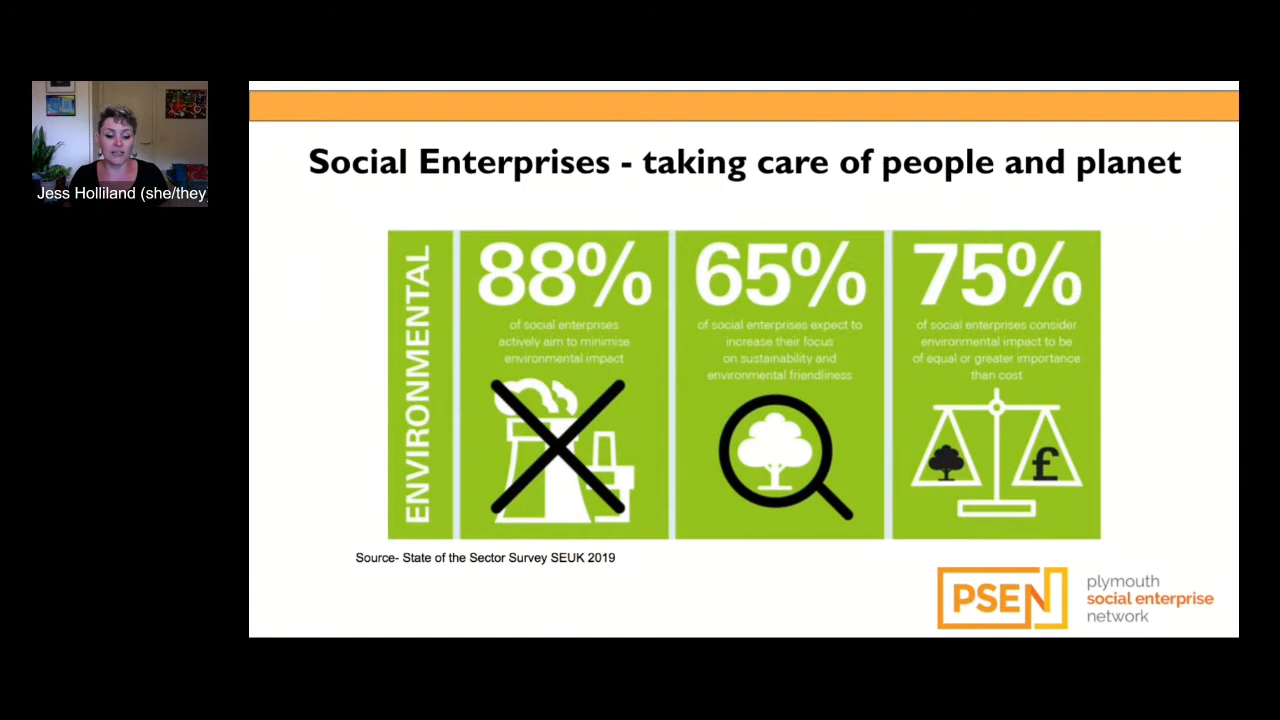 Jess Holliland (she/they
Social Enterprises - taking care of people and planet
ENVIRONMENTAL
88%
of social enterprises
actively aim to minimise
environmental impact
65%
of social enterprises expect to
increase their focus
on sustainability and
environmental friendliness
75%
of social enterprises consider
environmental impact to be
of equal or greater importance
than cost
£
Source- State of the Sector Survey SEUK 2019
PSEN
plymouth
social enterprise
network